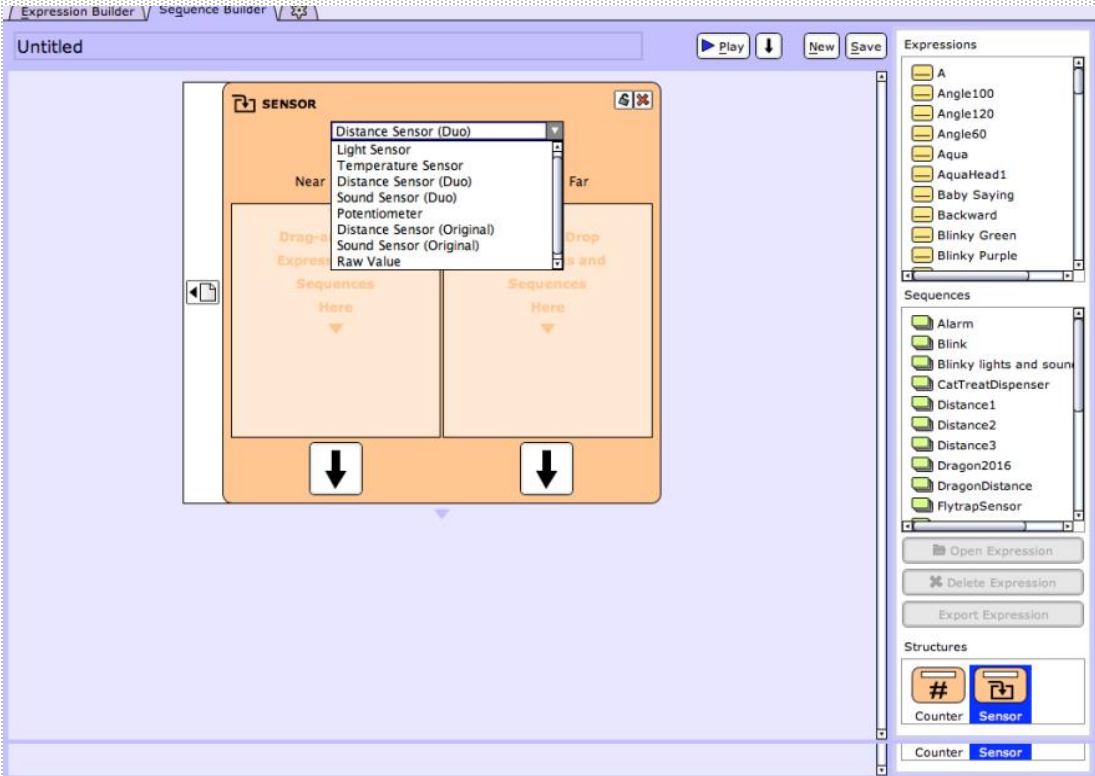 Expression Builder
Sequence Builder
Untitled
Play
New
Save
SENSOR
Distance Sensor (Duo)
Light Sensor
Temperature Sensor
Distance Sensor (Duo)
Sound Sensor (Duo)
Potentiometer
Distance Sensor (Original)
Sound Sensor (Original)
Raw Value
Near
Far
Sequences
Here
Drop
and
Sequences
Here
Expressions
A
Angle100
Angle120
Angle60
Aqua
AquaHead1
Baby Saying
Backward
Blinky Green
Blinky Purple
Sequences
Alarm
Blink
Blinky lights and soun
CatTreatDispenser
Distance1
Distance2
Distance3
Dragon2016
DragonDistance
FlytrapSensor
Open Expression
Delete Expression
Export Expression
Structures
#
Counter
Sensor
Counter
Sensor